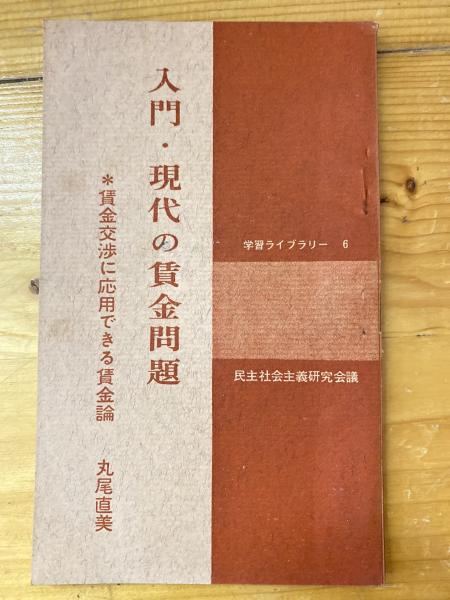 入門・現代の賃金問題
＊賃金交渉に応用できる賃金論　丸尾直美
学習ライブラリー　6
民主社会主義研究会議